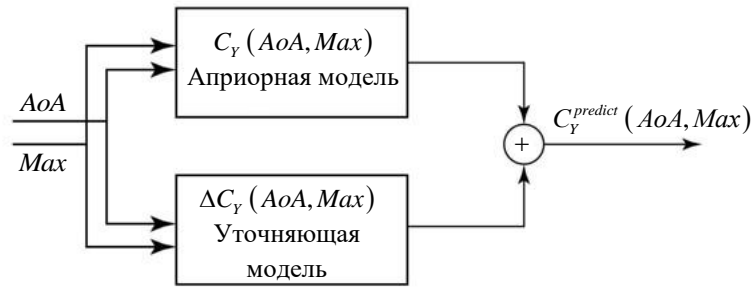 C_Y (AoA, Max)
Априорная модель
AoA
Max
+
C_Y^{predict} (AoA, Max)
ΔC_Y (AoA, Max)
Уточняющая
модель